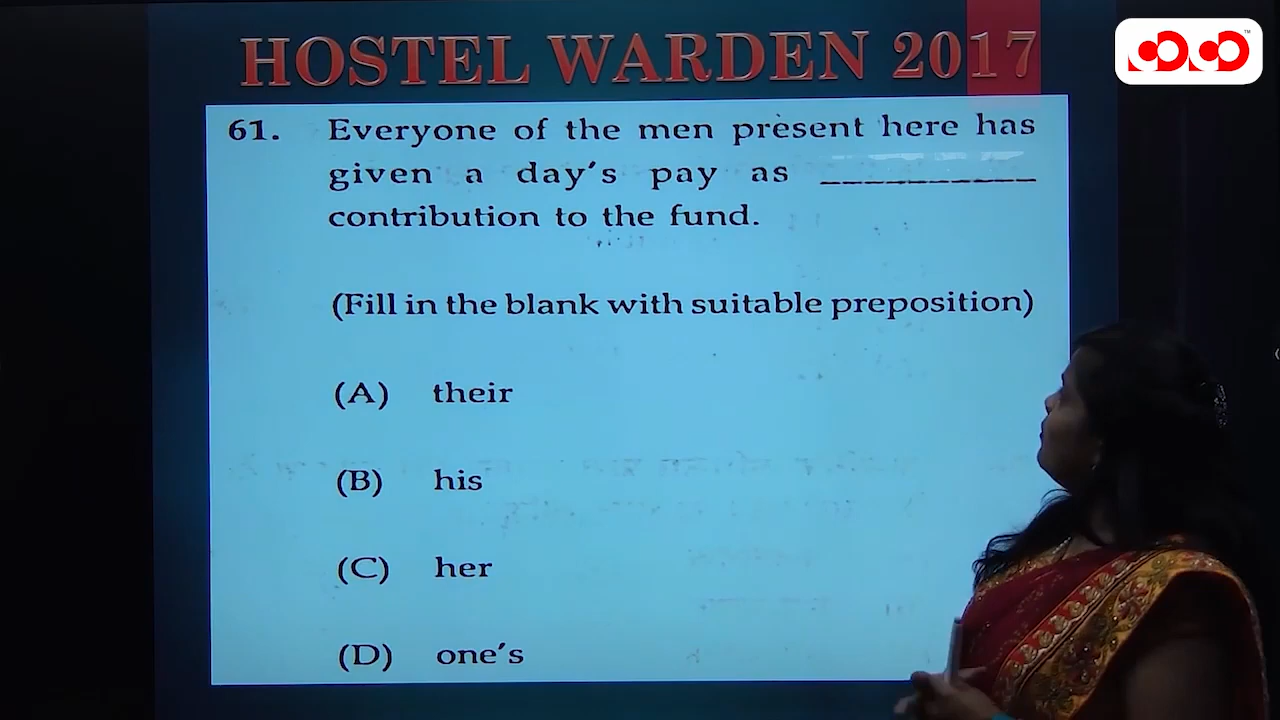 HOSTEL WARDEN 2017
61. Everyone of the men present here has
given a day's pay as __________
contribution to the fund.
(Fill in the blank with suitable preposition)
(A) their
(B) his
(C) her
(D) one's